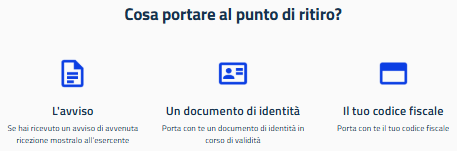 Cosa portare al punto di ritiro?
L'avviso
Se hai ricevuto un avviso di avvenuta
ricezione mostralo all'esercente
Un documento di identità
Porta con te un documento di identità in
corso di validità
Il tuo codice fiscale
Porta con te il tuo codice fiscale